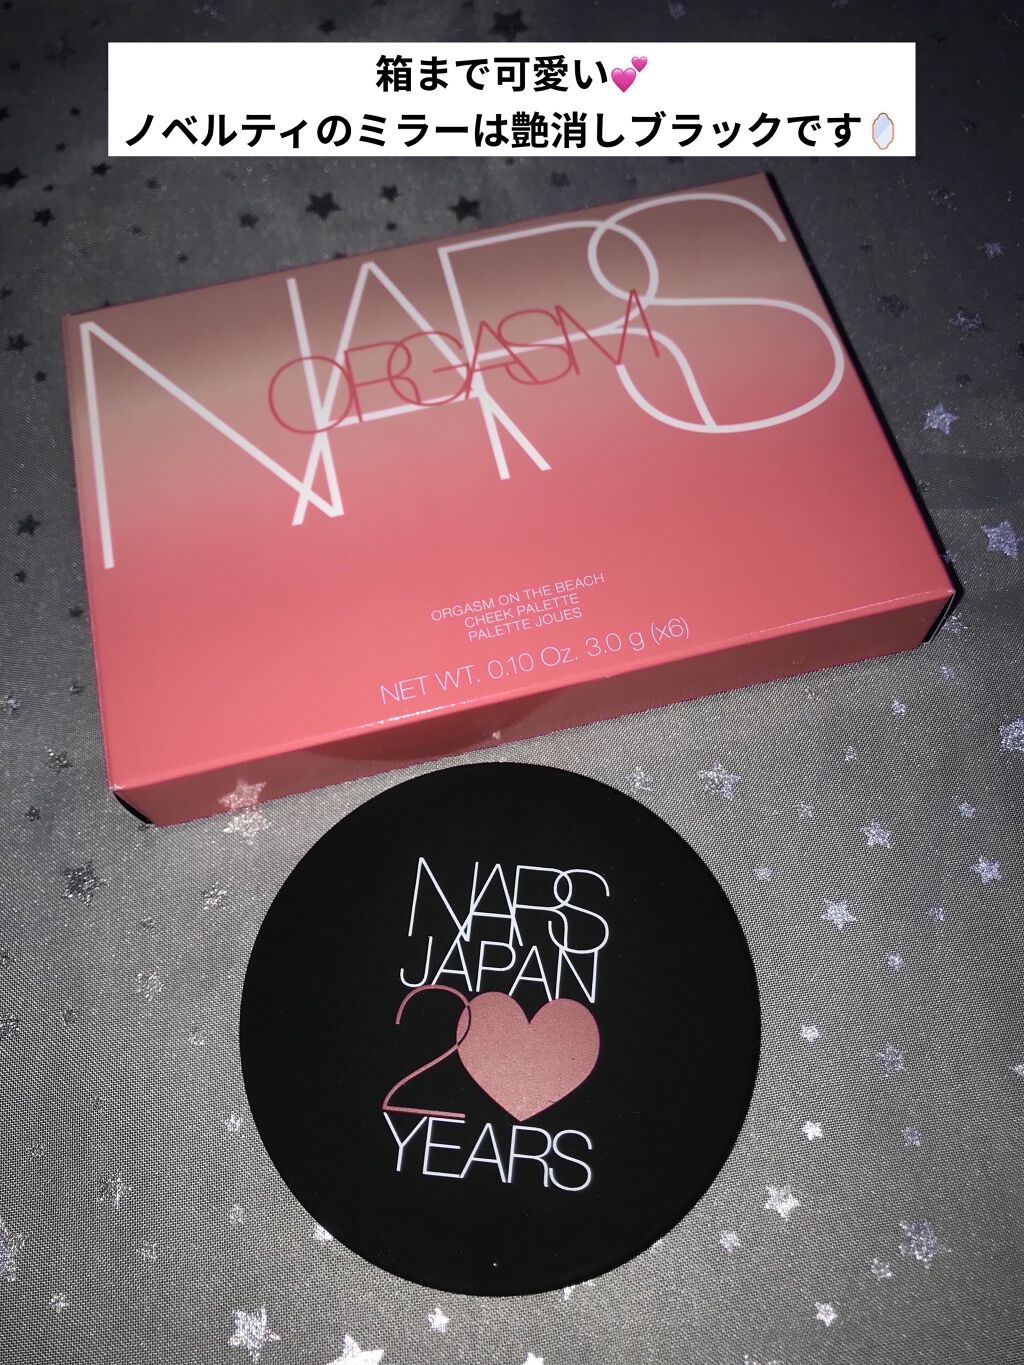 箱まで可愛い💕
ノベルティのミラーは艶消しブラックです🪞
NARS
ORGASM
ORGASM ON THE BEACH
CHEEK PALETTE
PALETTE JOUES
NET WT. 0.10 Oz. 3.0 g (x6)
NARS
JAPAN
2
YEARS